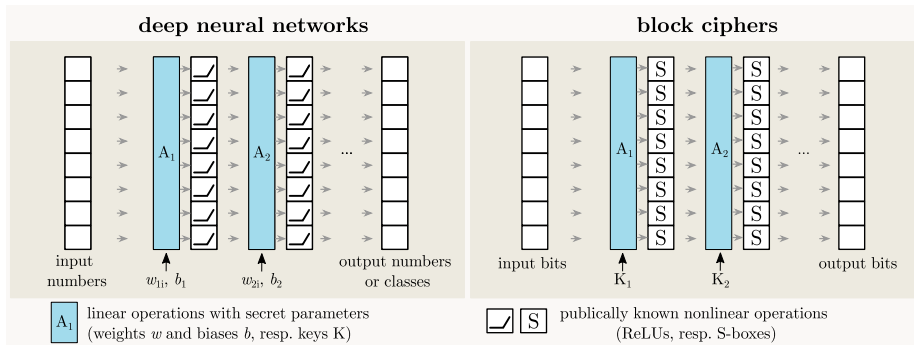 deep neural networks
block ciphers
A₁
A₂
...
input
numbers
w₁ᵢ, b₁
w₂ᵢ, b₂
output numbers
or classes
A₁
S
S
S
S
S
S
S
S
A₂
S
S
S
S
S
S
S
S
...
input bits
K₁
K₂
output bits
A₁
linear operations with secret parameters
(weights w and biases b, resp. keys K)
S
publically known nonlinear operations
(ReLUs, resp. S-boxes)